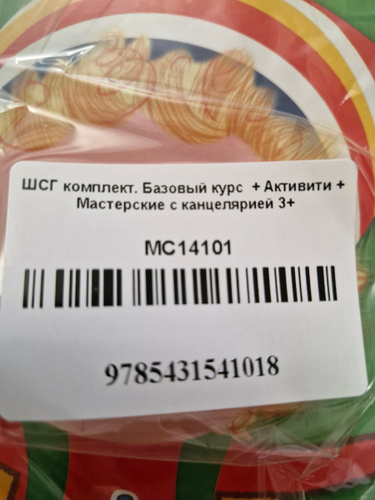 ШСГ комплект. Базовый курс + Активити +
Мастерские с канцелярией 3+
МС14101
9785431541018